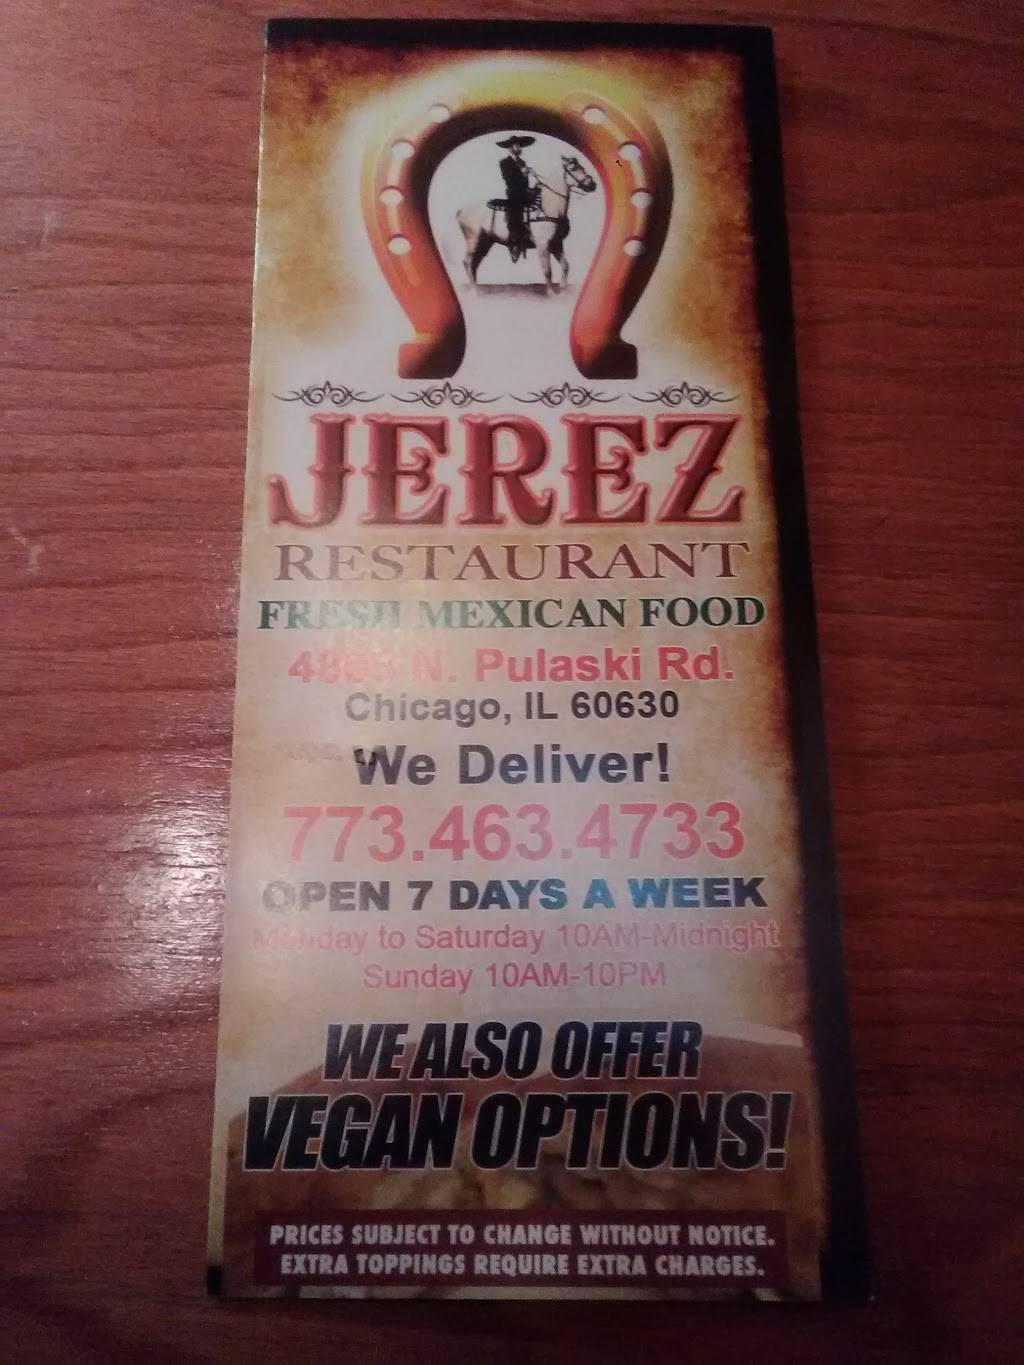 JEREZ
RESTAURANT
FRESH MEXICAN FOOD
N. Pulaski Rd.
Chicago, IL 60630
We Deliver!
773.463.4733
OPEN 7 DAYS A WEEK
Monday to Saturday 10AM-Midnight
Sunday 10AM-10PM
WE ALSO OFFER
VEGAN OPTIONS!
PRICES SUBJECT TO CHANGE WITHOUT NOTICE.
EXTRA TOPPINGS REQUIRE EXTRA CHARGES.